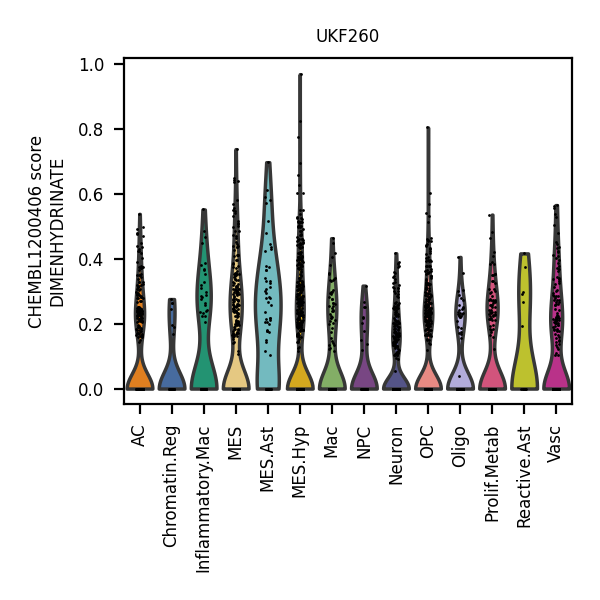 UKF260
CHEMBL1200406 score
DIMENHYDRINATE
1.0
0.8
0.6
0.4
0.2
0.0
AC
Chromatin.Reg
Inflammatory.Mac
MES
MES.Ast
MES.Hyp
Mac
NPC
Neuron
OPC
Oligo
Prolif.Metab
Reactive.Ast
Vasc